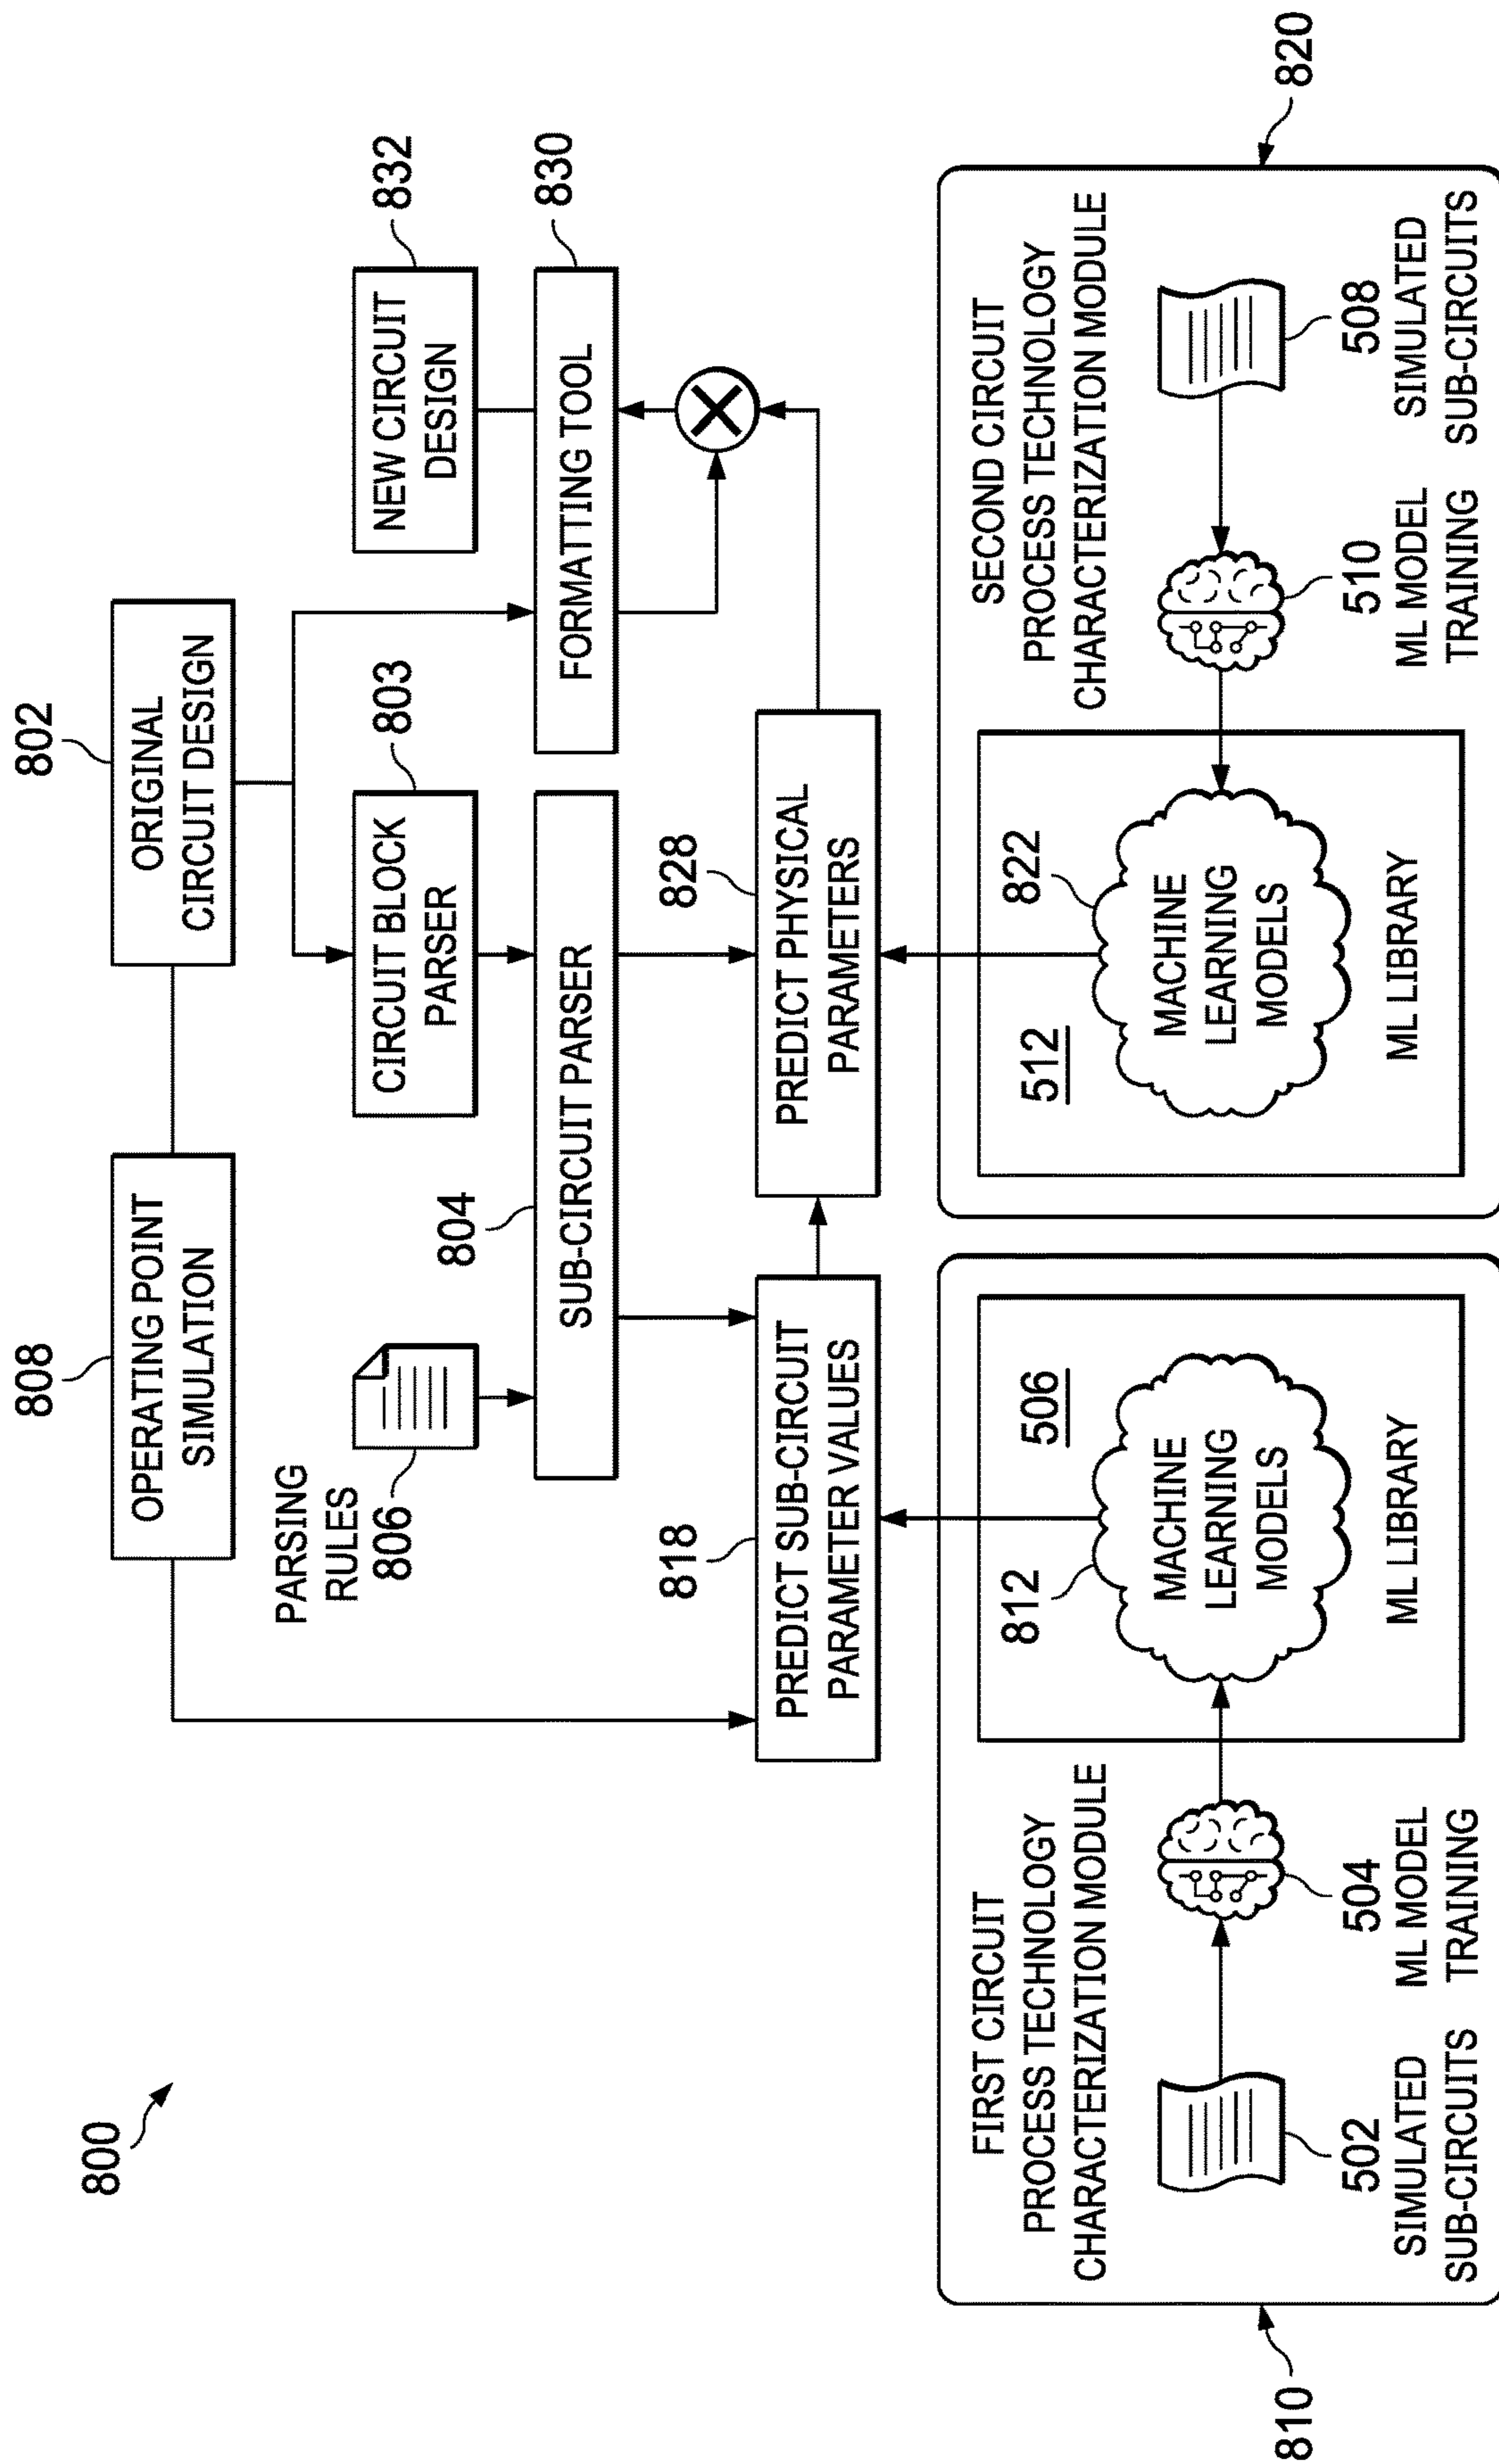 800
802
ORIGINAL
CIRCUIT DESIGN
808
OPERATING POINT
SIMULATION
PARSING
RULES
806
803
CIRCUIT BLOCK
PARSER
832
NEW CIRCUIT
DESIGN
804
SUB-CIRCUIT PARSER
830
FORMATTING TOOL
818
PREDICT SUB-CIRCUIT
PARAMETER VALUES
828
PREDICT PHYSICAL
PARAMETERS
810
FIRST CIRCUIT
PROCESS TECHNOLOGY
CHARACTERIZATION MODULE
502
SIMULATED
SUB-CIRCUITS
504
ML MODEL
TRAINING
812
506
MACHINE
LEARNING
MODELS
ML LIBRARY
820
SECOND CIRCUIT
PROCESS TECHNOLOGY
CHARACTERIZATION MODULE
512
822
MACHINE
LEARNING
MODELS
ML LIBRARY
510
ML MODEL
TRAINING
508
SIMULATED
SUB-CIRCUITS